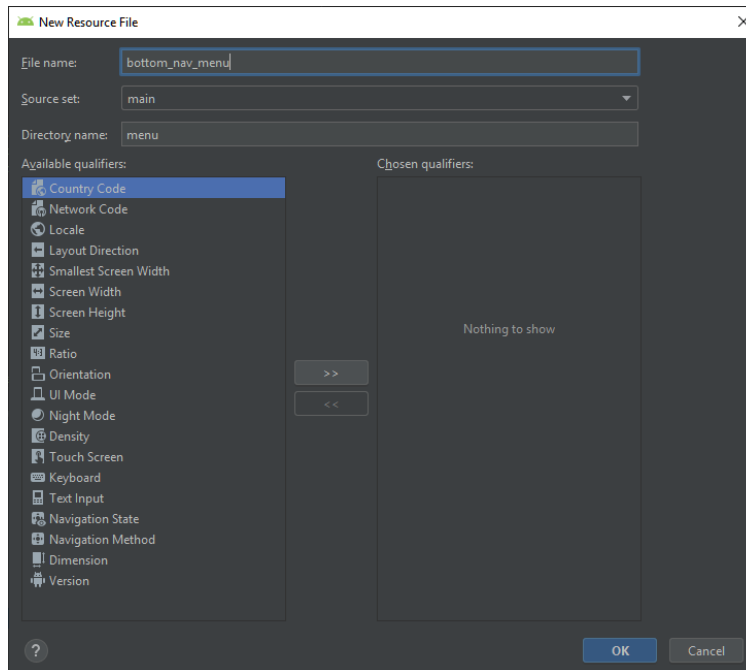 New Resource File
File name: bottom_nav_menu
Source set: main
Directory name: menu
Available qualifiers: Chosen qualifiers:
Country Code
Network Code
Locale
Layout Direction
Smallest Screen Width
Screen Width
Screen Height
Size
Nothing to show
Ratio
Orientation
>>
UI Mode
<<
Night Mode
Density
Touch Screen
Keyboard
Text Input
Navigation State
Navigation Method
Dimension
Version
? OK Cancel